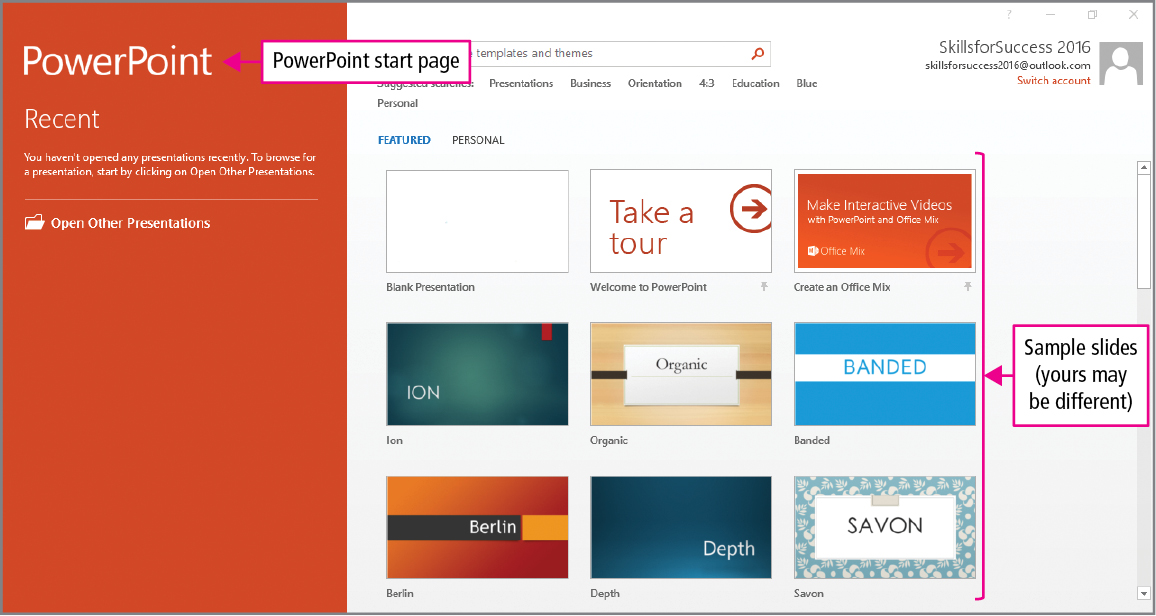 PowerPoint
PowerPoint start page
templates and themes
?
SkillsforSuccess 2016
skillsforsuccess2016@outlook.com
Switch account
Suggested searches: Presentations Business Orientation 4:3 Education Blue
Personal
Recent
You haven't opened any presentations recently. To browse for
a presentation, start by clicking on Open Other Presentations.
Open Other Presentations
FEATURED PERSONAL
Take a
tour
Make Interactive Videos
with PowerPoint and Office Mix
Office Mix
Blank Presentation
Welcome to PowerPoint
Create an Office Mix
ION
Organic
BANDED
Ion
Organic
Banded
Sample slides
(yours may
be different)
Berlin
Depth
SAVON
Berlin
Depth
Savon